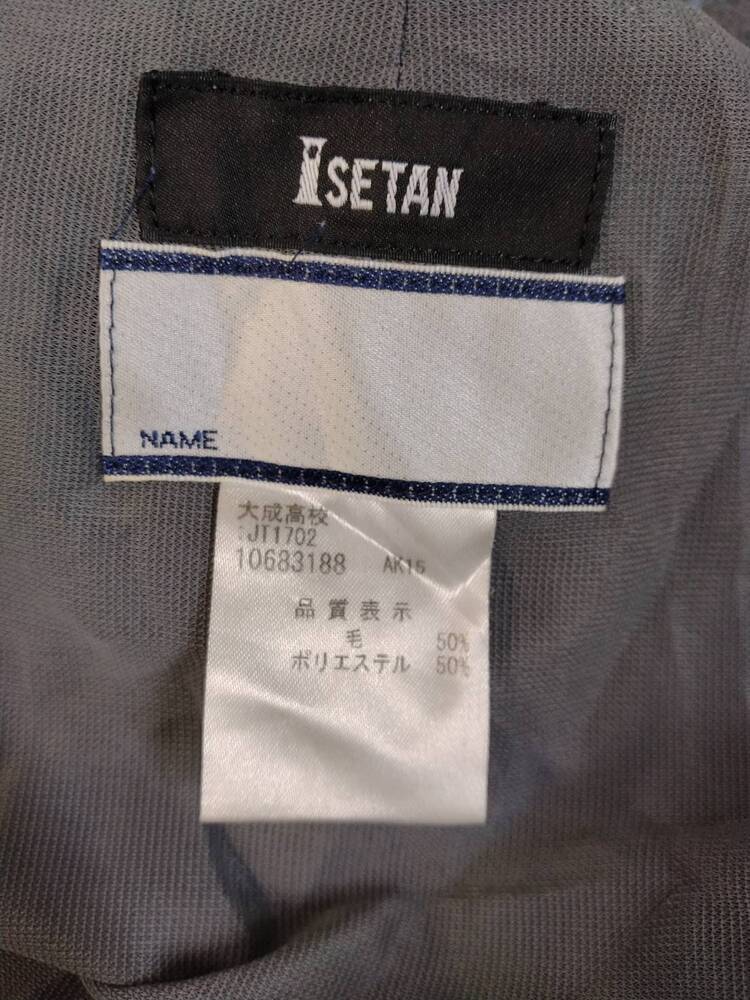 ISETAN
NAME
大成高校
:JT1702
10683188 AK15
品質表示
毛 50%
ポリエステル 50%